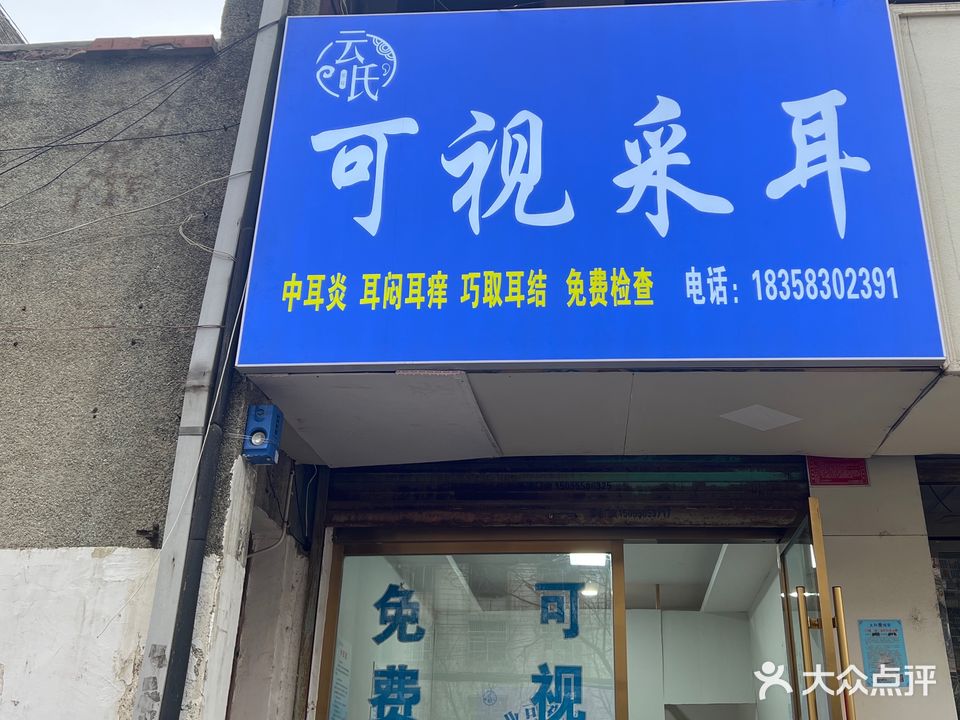 云氏
可视采耳
中耳炎 耳闷耳痒 巧取耳结 免费检查 电话：18358302391
免费
可视
大众点评